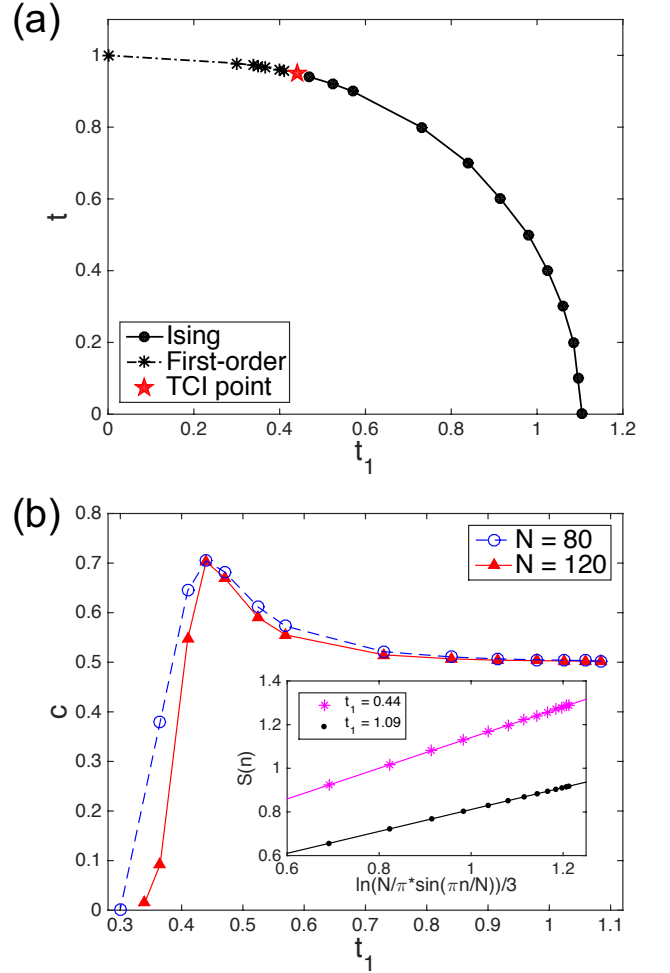 (a)
1
0.8
0.6
0.4
0.2
0
t
Ising
First-order
TCI point
0 0.2 0.4 0.6 0.8 1 1.2
t_1
(b)
0.8
0.7
0.6
0.5
0.4
0.3
0.2
0.1
0
c
N = 80
N = 120
1.4
1.2
1
0.8
0.6
S(n)
t_1 = 0.44
t_1 = 1.09
0.6 0.8 1 1.2
ln(N/π*sin(πn/N))/3
0.3 0.4 0.5 0.6 0.7 0.8 0.9 1 1.1
t_1